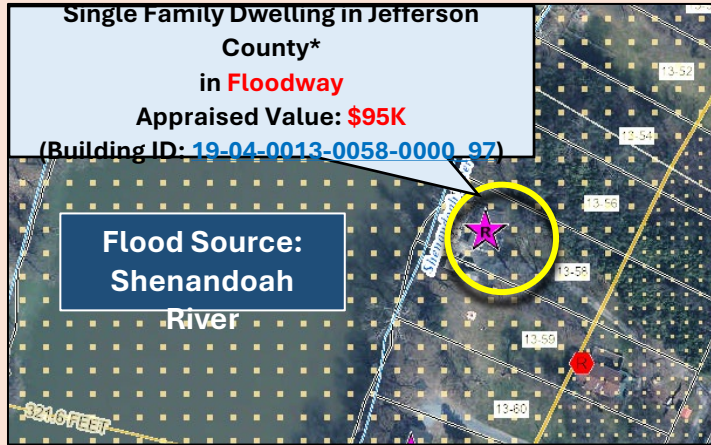 Single Family Dwelling in Jefferson
County*
in Floodway
Appraised Value: $95K
(Building ID: 19-04-0013-0058-0000_97)
13-52
13-54
13-56
R
Flood Source:
Shenandoah
River
13-58
13-59
R
13-60
321.6 FEET